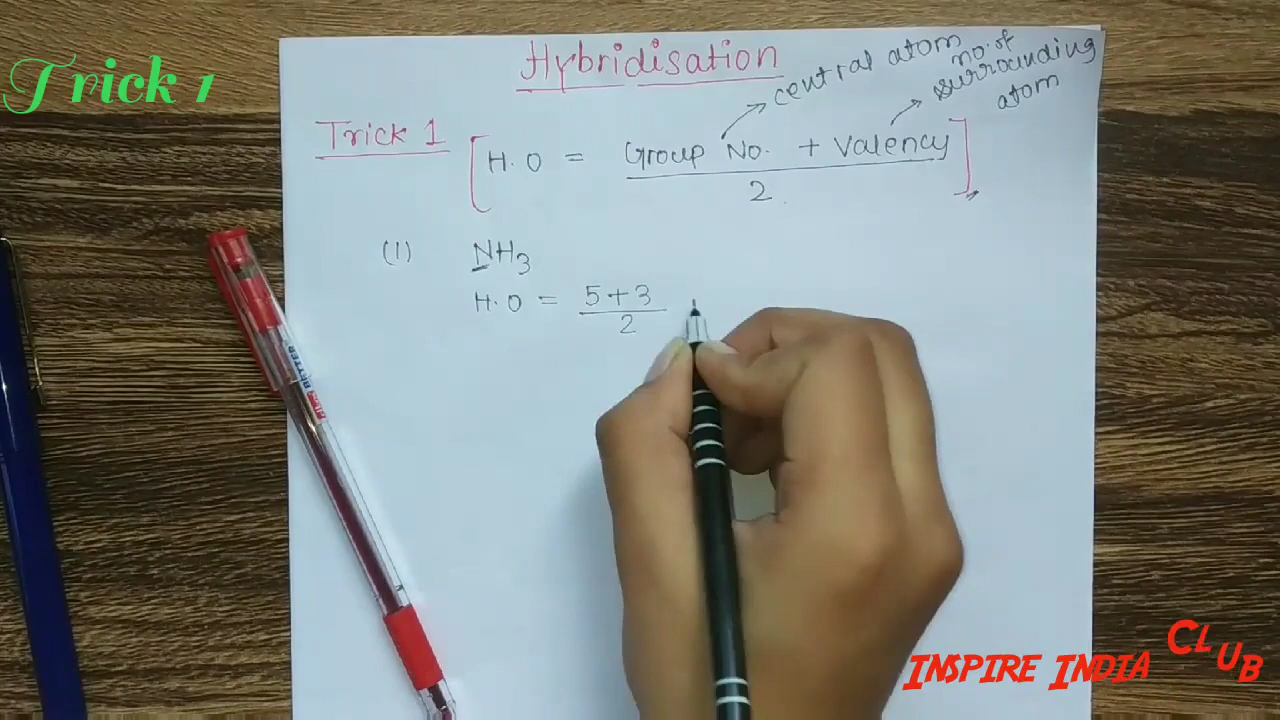 Trick 1
Hybridisation
central atom
no. of
surrounding
atom
Trick 1 [H.O = Group No. + Valency
2]
(1) NH3
H.O = 5+3
2
BETTER
INSPIRE INDIA CLUB